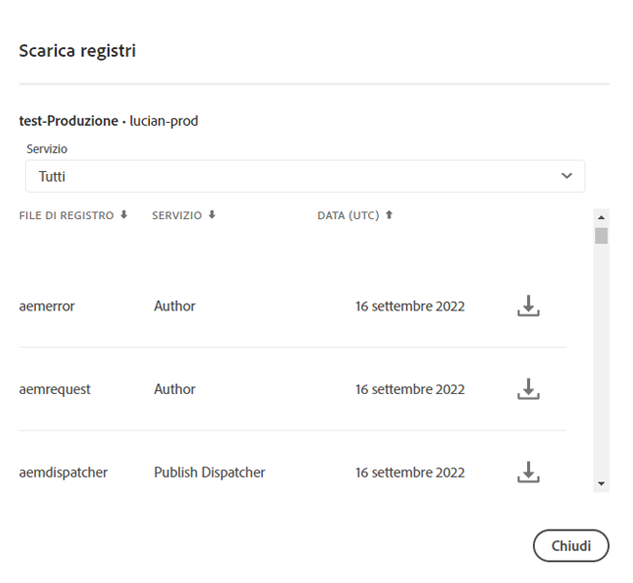 Scarica registri
test-Produzione • lucian-prod
Servizio
Tutti
FILE DI REGISTRO SERVIZIO DATA (UTC)
aemerror Author 16 settembre 2022
aemrequest Author 16 settembre 2022
aemdispatcher Publish Dispatcher 16 settembre 2022
Chiudi